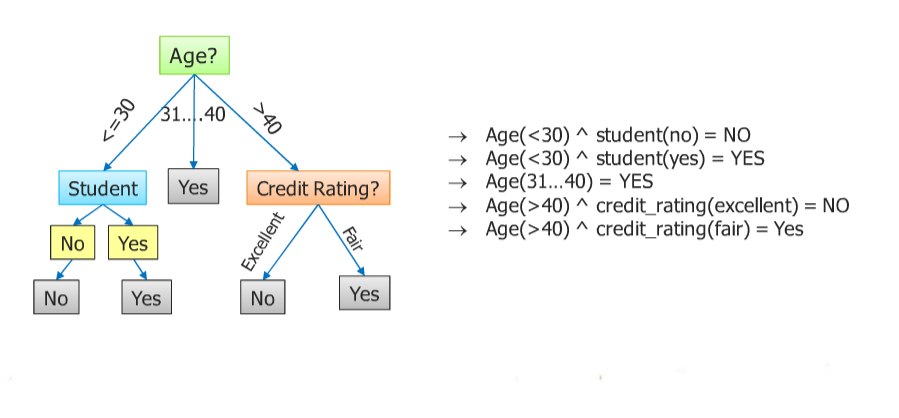 Age?
<=30
31....40
>40
Student
Yes
Credit Rating?
No
Yes
Excellent
Fair
No
Yes
No
Yes
→ Age(<30) ^ student(no) = NO
→ Age(<30) ^ student(yes) = YES
→ Age(31...40) = YES
→ Age(>40) ^ credit_rating(excellent) = NO
→ Age(>40) ^ credit_rating(fair) = Yes